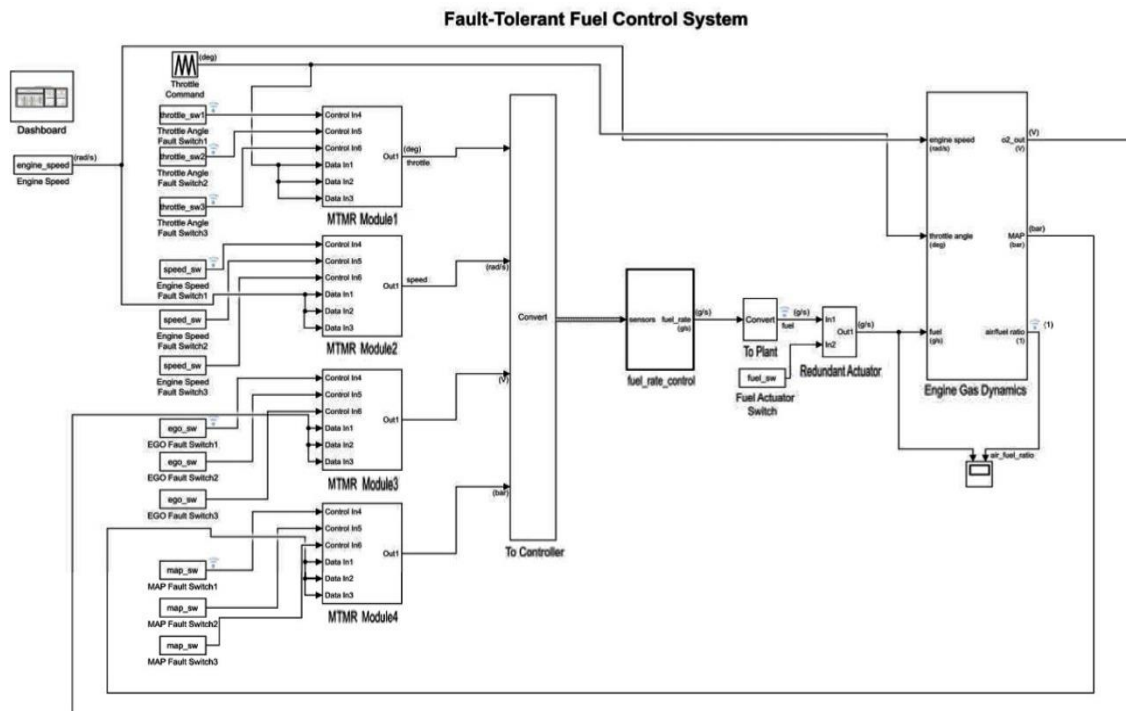 Fault-Tolerant Fuel Control System
Dashboard
engine_speed
(rad/s)
Engine Speed
(deg)
Throttle
Command
throttle_sw1
Throttle Angle
Fault Switch1
throttle_sw2
Throttle Angle
Fault Switch2
throttle_sw3
Throttle Angle
Fault Switch3
Control In4
Control In5
Control In6
Data In1
Data In2
Data In3
Out1
(deg)
throttle
MTMR Module1
speed_sw
Engine Speed
Fault Switch1
speed_sw
Engine Speed
Fault Switch2
speed_sw
Engine Speed
Fault Switch3
Control In4
Control In5
Control In6
Data In1
Data In2
Data In3
Out1
speed
(rad/s)
MTMR Module2
ego_sw
EGO Fault Switch1
ego_sw
EGO Fault Switch2
ego_sw
EGO Fault Switch3
Control In4
Control In5
Control In6
Data In1
Data In2
Data In3
Out1
(V)
MTMR Module3
map_sw
MAP Fault Switch1
map_sw
MAP Fault Switch2
map_sw
MAP Fault Switch3
Control In4
Control In5
Control In6
Data In1
Data In2
Data In3
Out1
(bar)
MTMR Module4
Convert
To Controller
sensors
fuel_rate
(g/s)
(g/s)
fuel_rate_control
Convert
(g/s)
fuel
To Plant
fuel_sw
Fuel Actuator
Switch
(g/s)
In1
In2
Out1
(g/s)
Redundant Actuator
engine speed
(rad/s)
throttle angle
(deg)
fuel
(g/s)
o2_out
(V)
(V)
MAP
(bar)
(bar)
air/fuel ratio
(1)
(1)
Engine Gas Dynamics
air_fuel_ratio